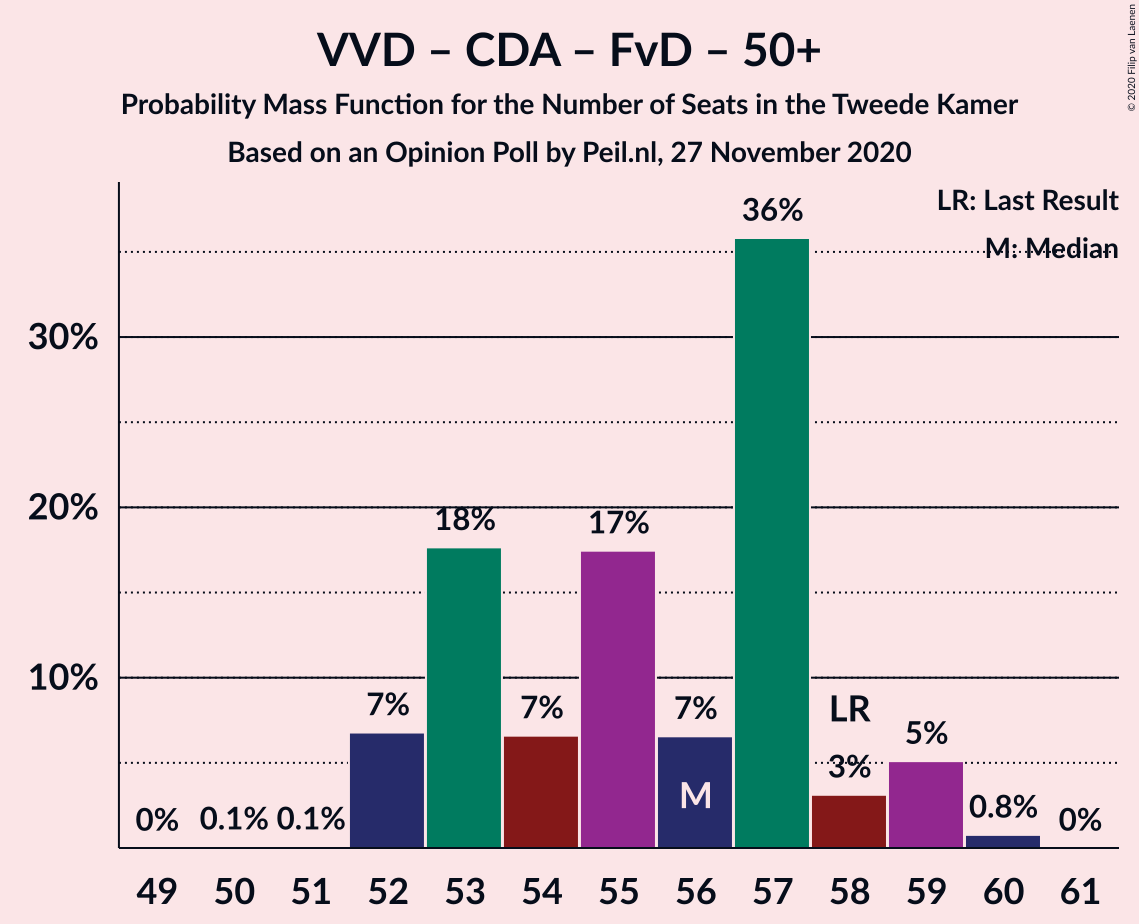 VVD – CDA – FvD – 50+
Probability Mass Function for the Number of Seats in the Tweede Kamer
Based on an Opinion Poll by Peil.nl, 27 November 2020
© 2020 Filip van Laenen
LR: Last Result
M: Median
30%
20%
10%
0%
0.1%
0.1%
7%
18%
7%
17%
7%
M
36%
LR
3%
5%
0.8%
0%
49 50 51 52 53 54 55 56 57 58 59 60 61